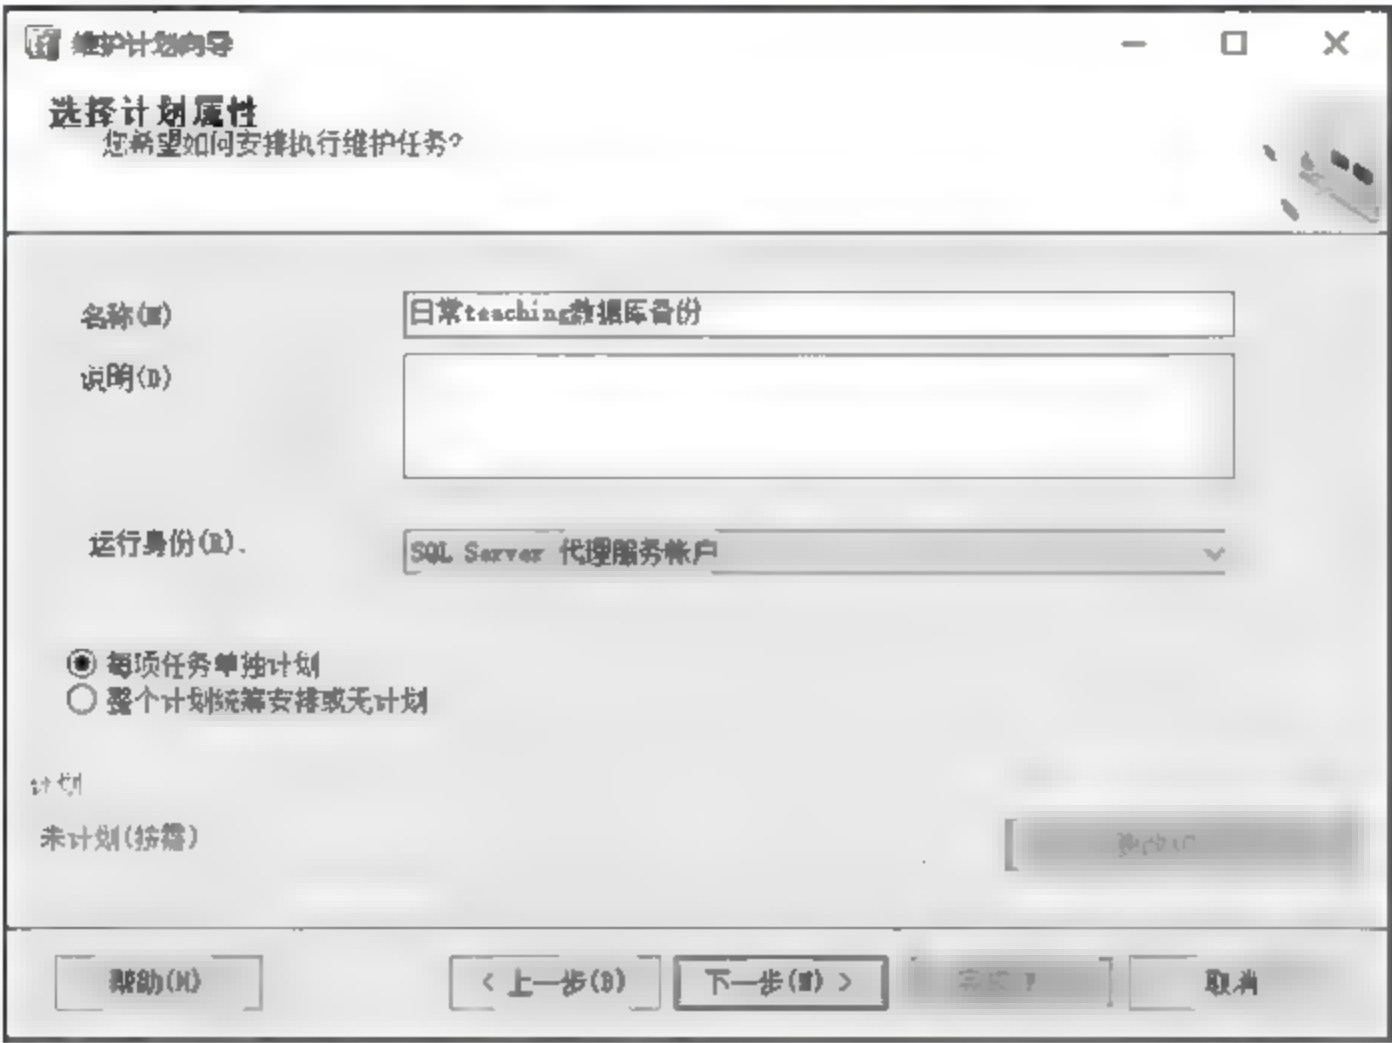 维护计划向导
选择计划属性
您希望如何安排执行维护任务?
名称(M)
日常teaching数据库备份
说明(D)
运行身份(R).
SQL Server 代理服务帐户
每项任务单独计划
整个计划统筹安排或无计划
计划
未计划(按需)
帮助(H)
< 上一步(B)
下一步(N) >
取消